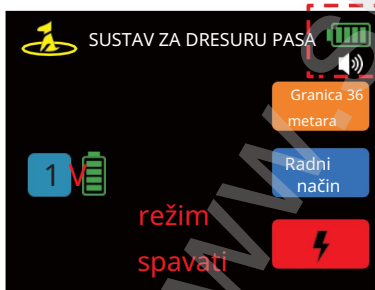 SUSTAV ZA DRESURU PASA
Granica 36
metara
1
Radni
način
režim
spavati